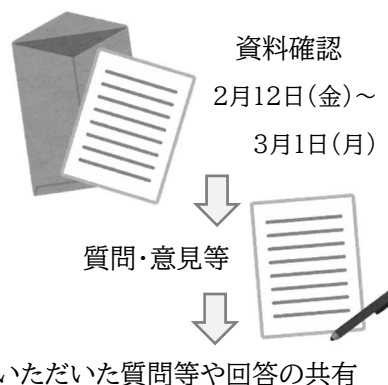 資料確認
2月12日(金)~
3月1日(月)
質問・意見等
いただいた質問等や回答の共有